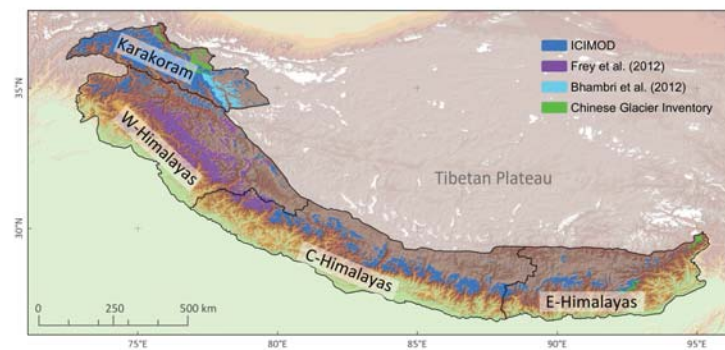 Karakoram
ICIMOD
Frey et al. (2012)
Bhambri et al. (2012)
Chinese Glacier Inventory
35°N
W-Himalayas
Tibetan Plateau
30°N
C-Himalayas
E-Himalayas
0 250 500 km
75°E 80°E 85°E 90°E 95°E